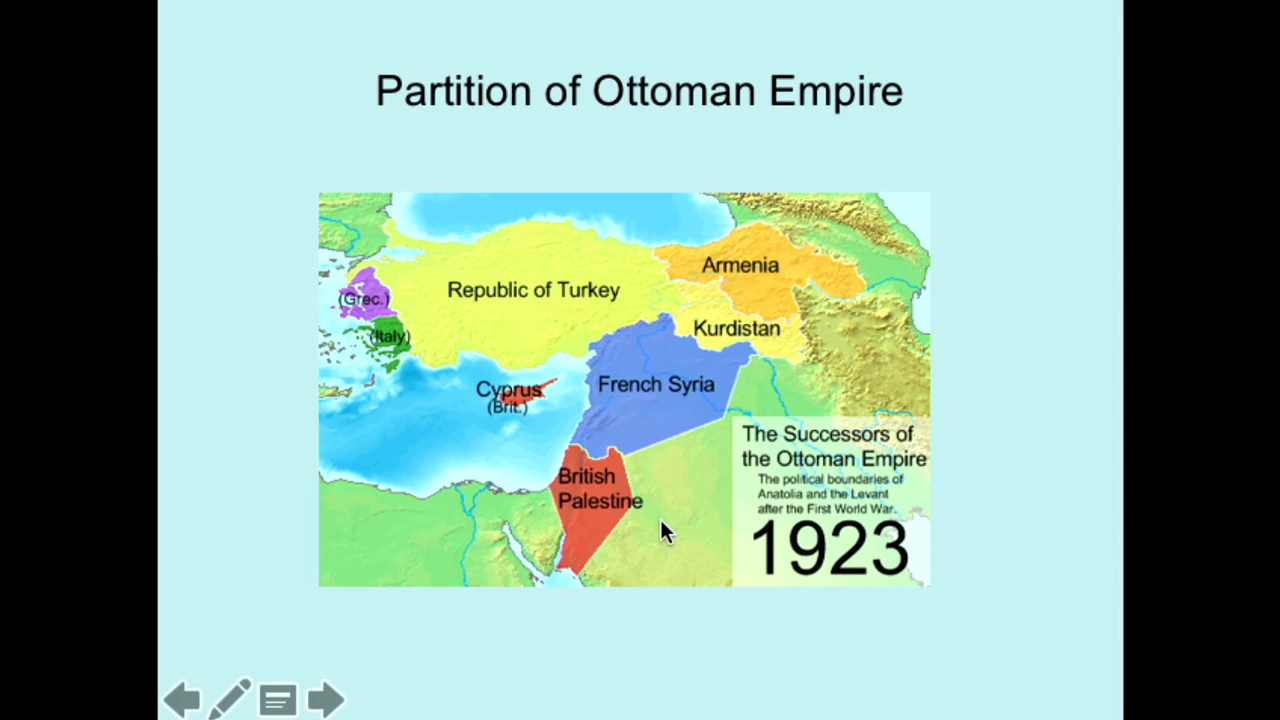 Partition of Ottoman Empire
Armenia
Republic of Turkey
(Grec.)
Kurdistan
(Italy)
French Syria
Cyprus
(Brit.)
The Successors of
the Ottoman Empire
British
Palestine
The political boundaries of
Anatolia and the Levant
after the First World War.
1923